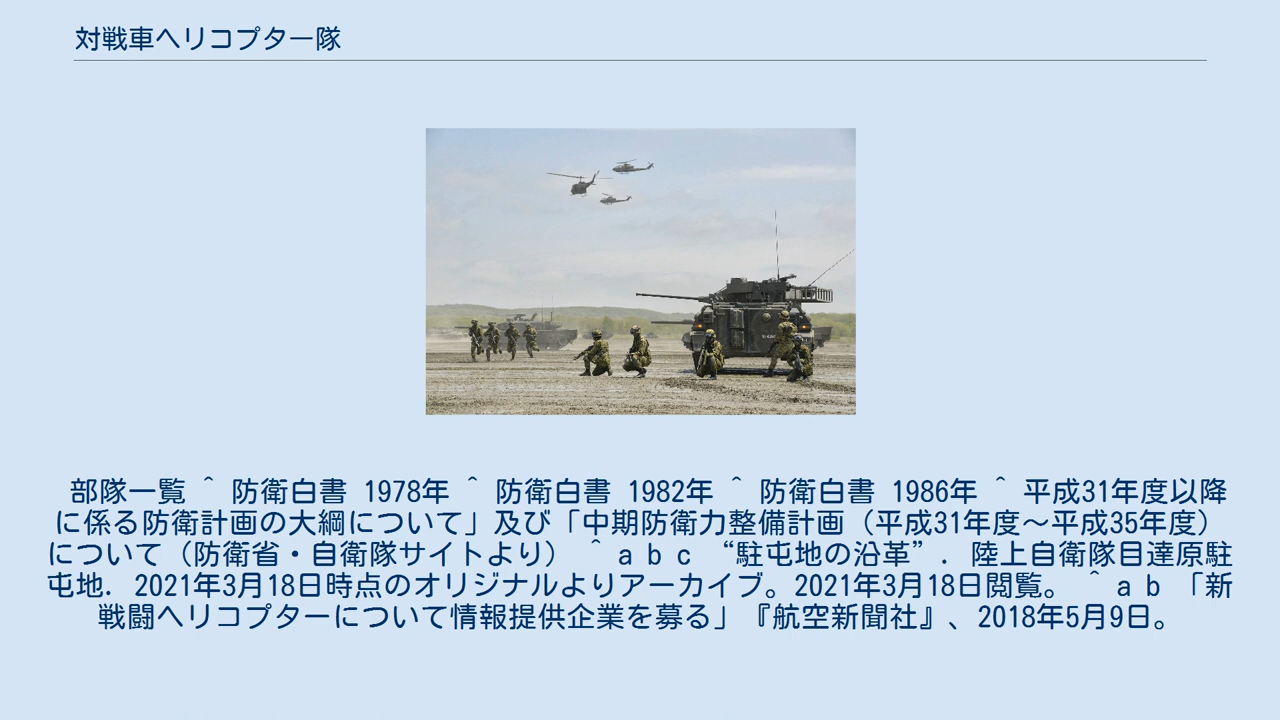 対戦車ヘリコプター隊
部隊一覧 ^ 防衛白書 1978年 ^ 防衛白書 1982年 ^ 防衛白書 1986年 ^ 平成31年度以降
に係る防衛計画の大綱について」及び「中期防衛力整備計画（平成31年度～平成35年度）
について（防衛省・自衛隊サイトより） ^ a b c “駐屯地の沿革”. 陸上自衛隊目達原駐
屯地. 2021年3月18日時点のオリジナルよりアーカイブ。2021年3月18日閲覧。 ^ a b 「新
戦闘ヘリコプターについて情報提供企業を募る」『航空新聞社』、2018年5月9日。